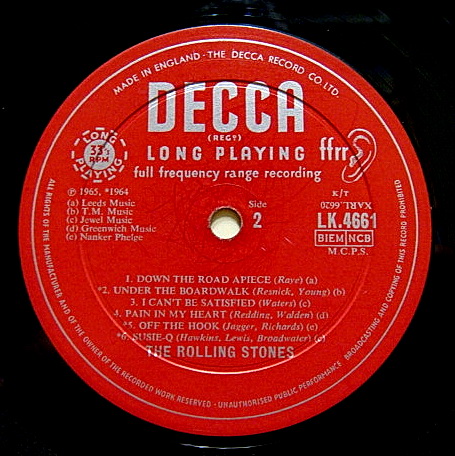 MADE IN ENGLAND · THE DECCA RECORD CO LTD.
DECCA
(REGD)
LONG PLAYING
ffrr
full frequency range recording
LONG
33⅓
RPM
PLAYING
℗ 1965, *1964
(a) Leeds Music
(b) T.M. Music
(c) Jewel Music
(d) Greenwich Music
(e) Nanker Phelge
Side
2
K/T
XARL.6620
LK.4661
BIEM NCB
M.C.P.S.
1. DOWN THE ROAD APIECE (Raye) (a)
*2. UNDER THE BOARDWALK (Resnick, Young) (b)
3. I CAN'T BE SATISFIED (Waters) (c)
4. PAIN IN MY HEART (Redding, Walden) (d)
*5. OFF THE HOOK (Jagger, Richards) (e)
*6. SUSIE-Q (Hawkins, Lewis, Broadwater) (c)
THE ROLLING STONES
ALL RIGHTS OF THE MANUFACTURER AND OF THE OWNER OF THE RECORDED WORK RESERVED · UNAUTHORISED PUBLIC PERFORMANCE BROADCASTING AND COPYING OF THIS RECORD PROHIBITED